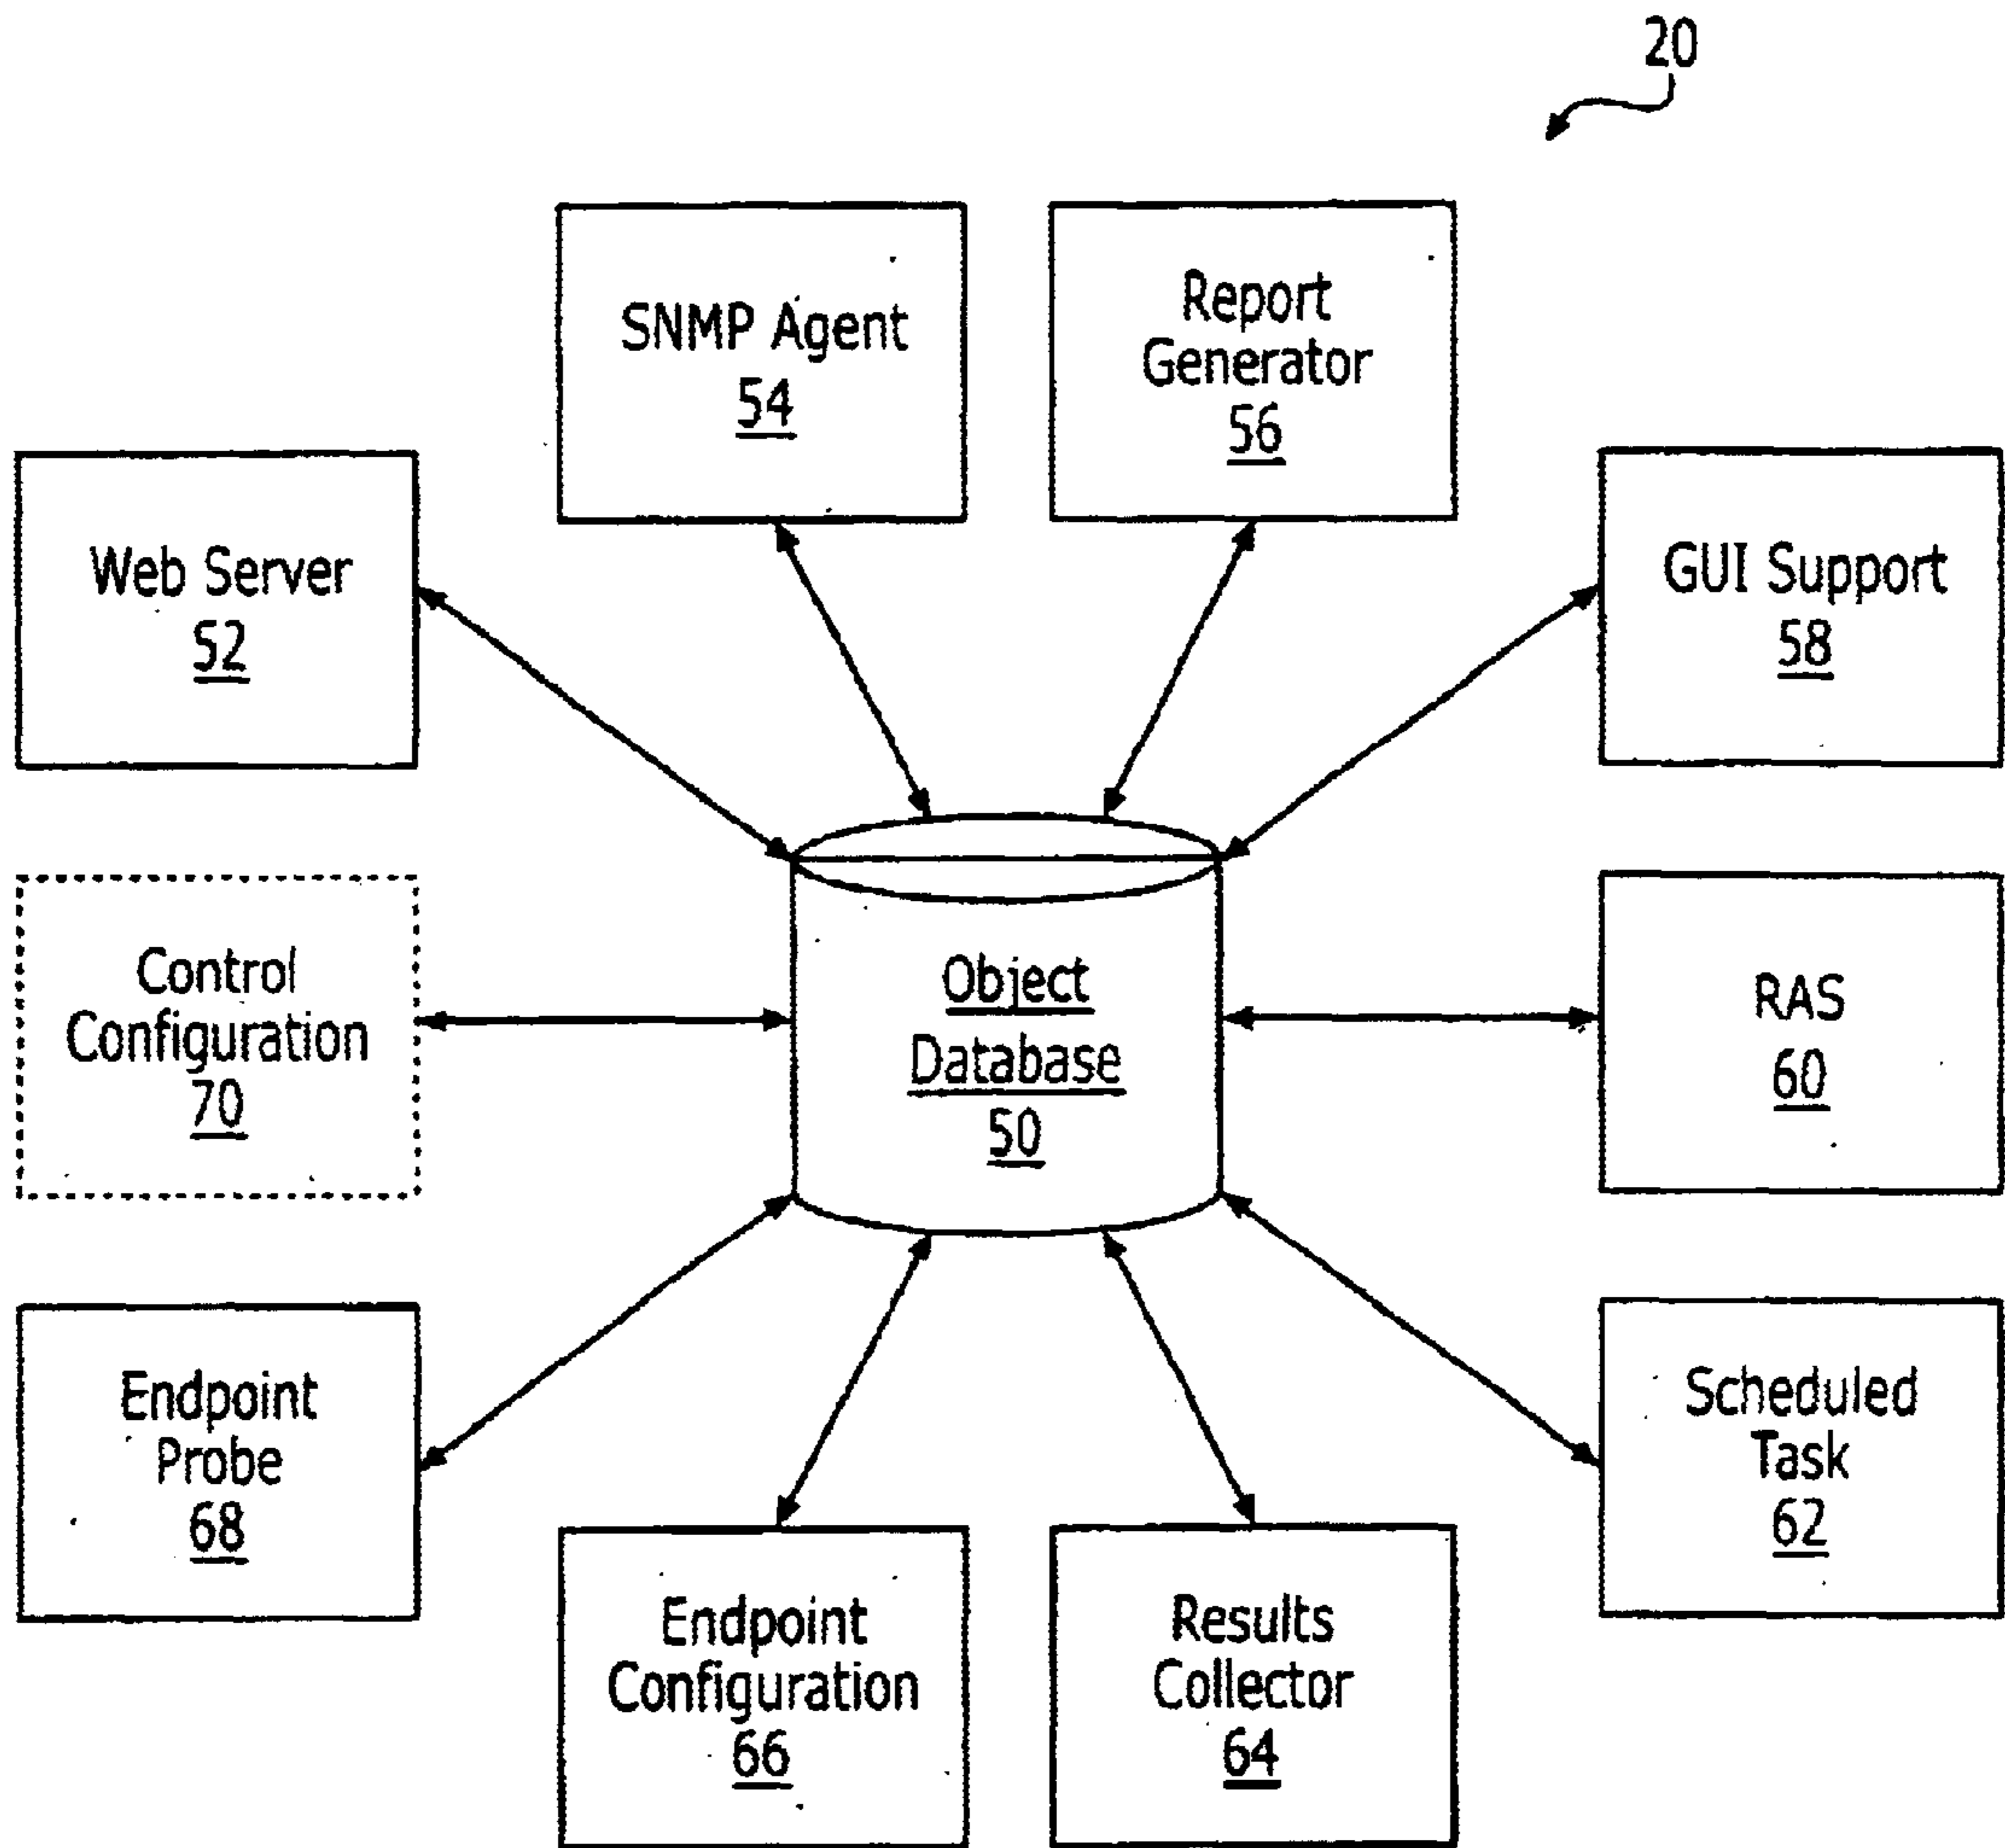 20
SNMP Agent
54
Report
Generator
56
Web Server
52
GUI Support
58
Control
Configuration
70
Object
Database
50
RAS
60
Endpoint
Probe
68
Scheduled
Task
62
Endpoint
Configuration
66
Results
Collector
64